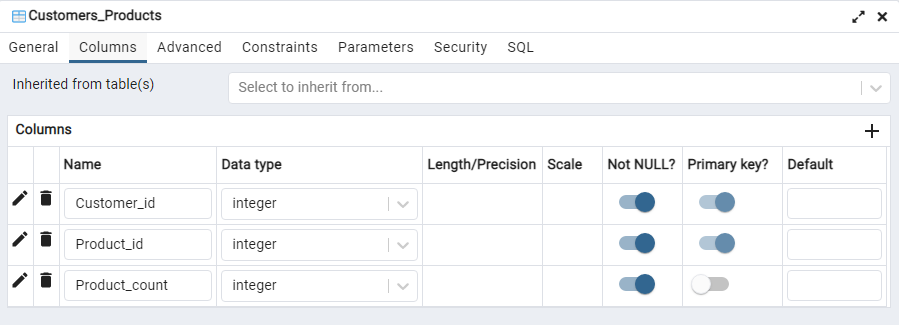 Customers_Products
General Columns Advanced Constraints Parameters Security SQL
Inherited from table(s) Select to inherit from...
Columns
Name Data type Length/Precision Scale Not NULL? Primary key? Default
Customer_id integer
Product_id integer
Product_count integer